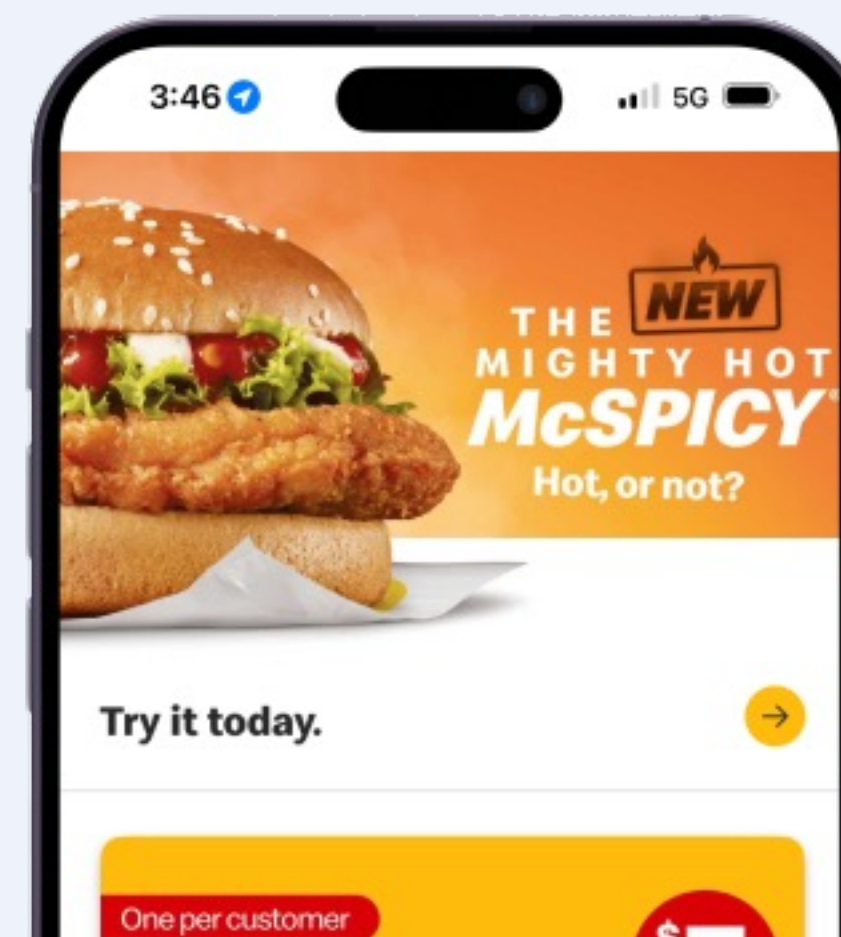 3:46
5G
NEW
THE
MIGHTY HOT
McSPICY®
Hot, or not?
Try it today.
One per customer
$